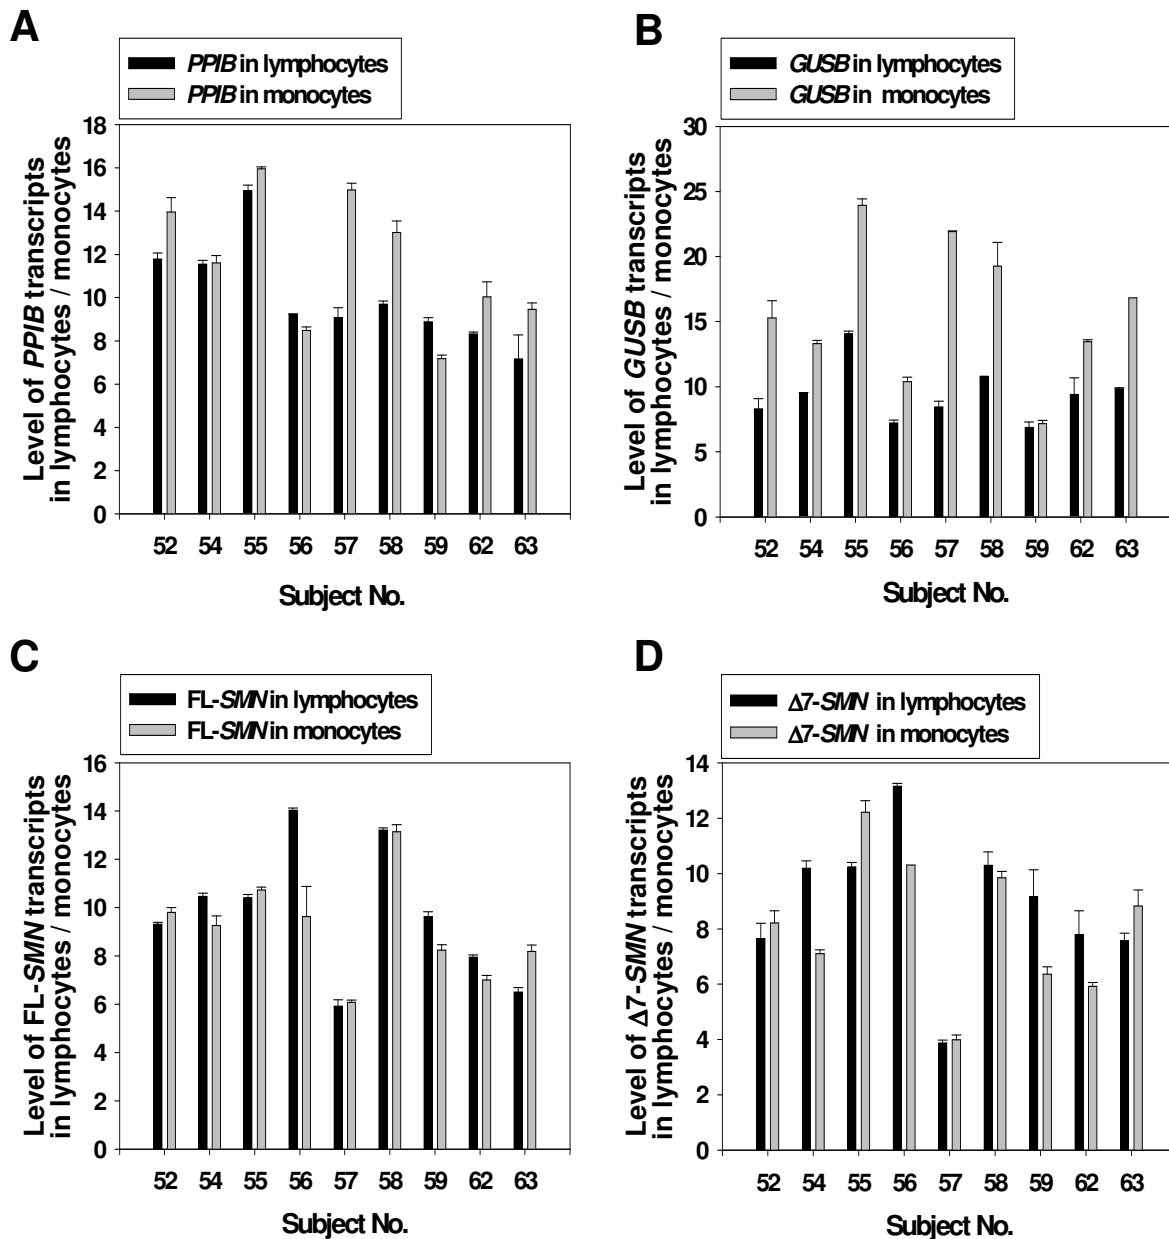 A
PPIB in lymphocytes
PPIB in monocytes
Level of PPIB transcripts
in lymphocytes / monocytes
18
16
14
12
10
8
6
4
2
0
52 54 55 56 57 58 59 62 63
Subject No.
B
GUSB in lymphocytes
GUSB in monocytes
Level of GUSB transcripts
in lymphocytes / monocytes
30
25
20
15
10
5
0
52 54 55 56 57 58 59 62 63
Subject No.
C
FL-SMN in lymphocytes
FL-SMN in monocytes
Level of FL-SMN transcripts
in lymphocytes / monocytes
16
14
12
10
8
6
4
2
0
52 54 55 56 57 58 59 62 63
Subject No.
D
Δ7-SMN in lymphocytes
Δ7-SMN in monocytes
Level of Δ7-SMN transcripts
in lymphocytes / monocytes
14
12
10
8
6
4
2
0
52 54 55 56 57 58 59 62 63
Subject No.